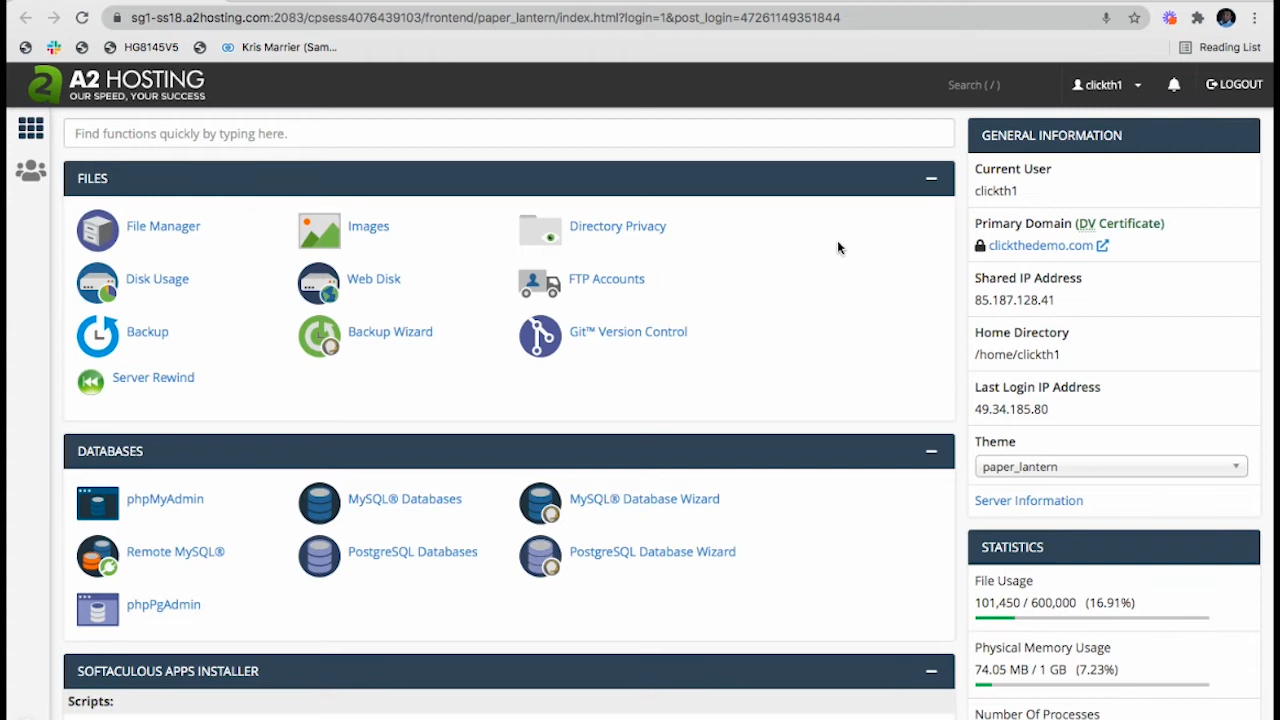 sg1-ss18.a2hosting.com:2083/cpsess4076439103/frontend/paper_lantern/index.html?login=1&post_login=47261149351844
HG8145V5
Kris Marrier (Sam...
Reading List
A2 HOSTING
OUR SPEED, YOUR SUCCESS
Search ( / )
clickth1
LOGOUT
Find functions quickly by typing here.
FILES
File Manager
Images
Directory Privacy
Disk Usage
Web Disk
FTP Accounts
Backup
Backup Wizard
Git™ Version Control
Server Rewind
DATABASES
phpMyAdmin
MySQL® Databases
MySQL® Database Wizard
Remote MySQL®
PostgreSQL Databases
PostgreSQL Database Wizard
phpPgAdmin
SOFTACULOUS APPS INSTALLER
Scripts:
GENERAL INFORMATION
Current User
clickth1
Primary Domain (DV Certificate)
clickthedemo.com
Shared IP Address
85.187.128.41
Home Directory
/home/clickth1
Last Login IP Address
49.34.185.80
Theme
paper_lantern
Server Information
STATISTICS
File Usage
101,450 / 600,000 (16.91%)
Physical Memory Usage
74.05 MB / 1 GB (7.23%)
Number Of Processes